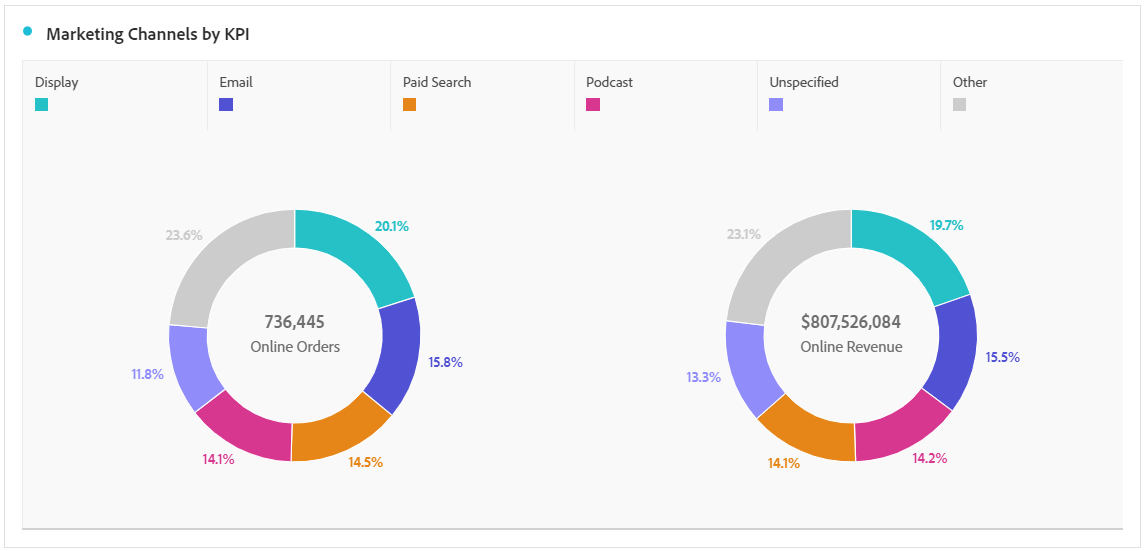 Marketing Channels by KPI
Display
Email
Paid Search
Podcast
Unspecified
Other
23.6%
20.1%
736,445
Online Orders
11.8%
15.8%
14.1%
14.5%
23.1%
19.7%
$807,526,084
Online Revenue
13.3%
15.5%
14.1%
14.2%